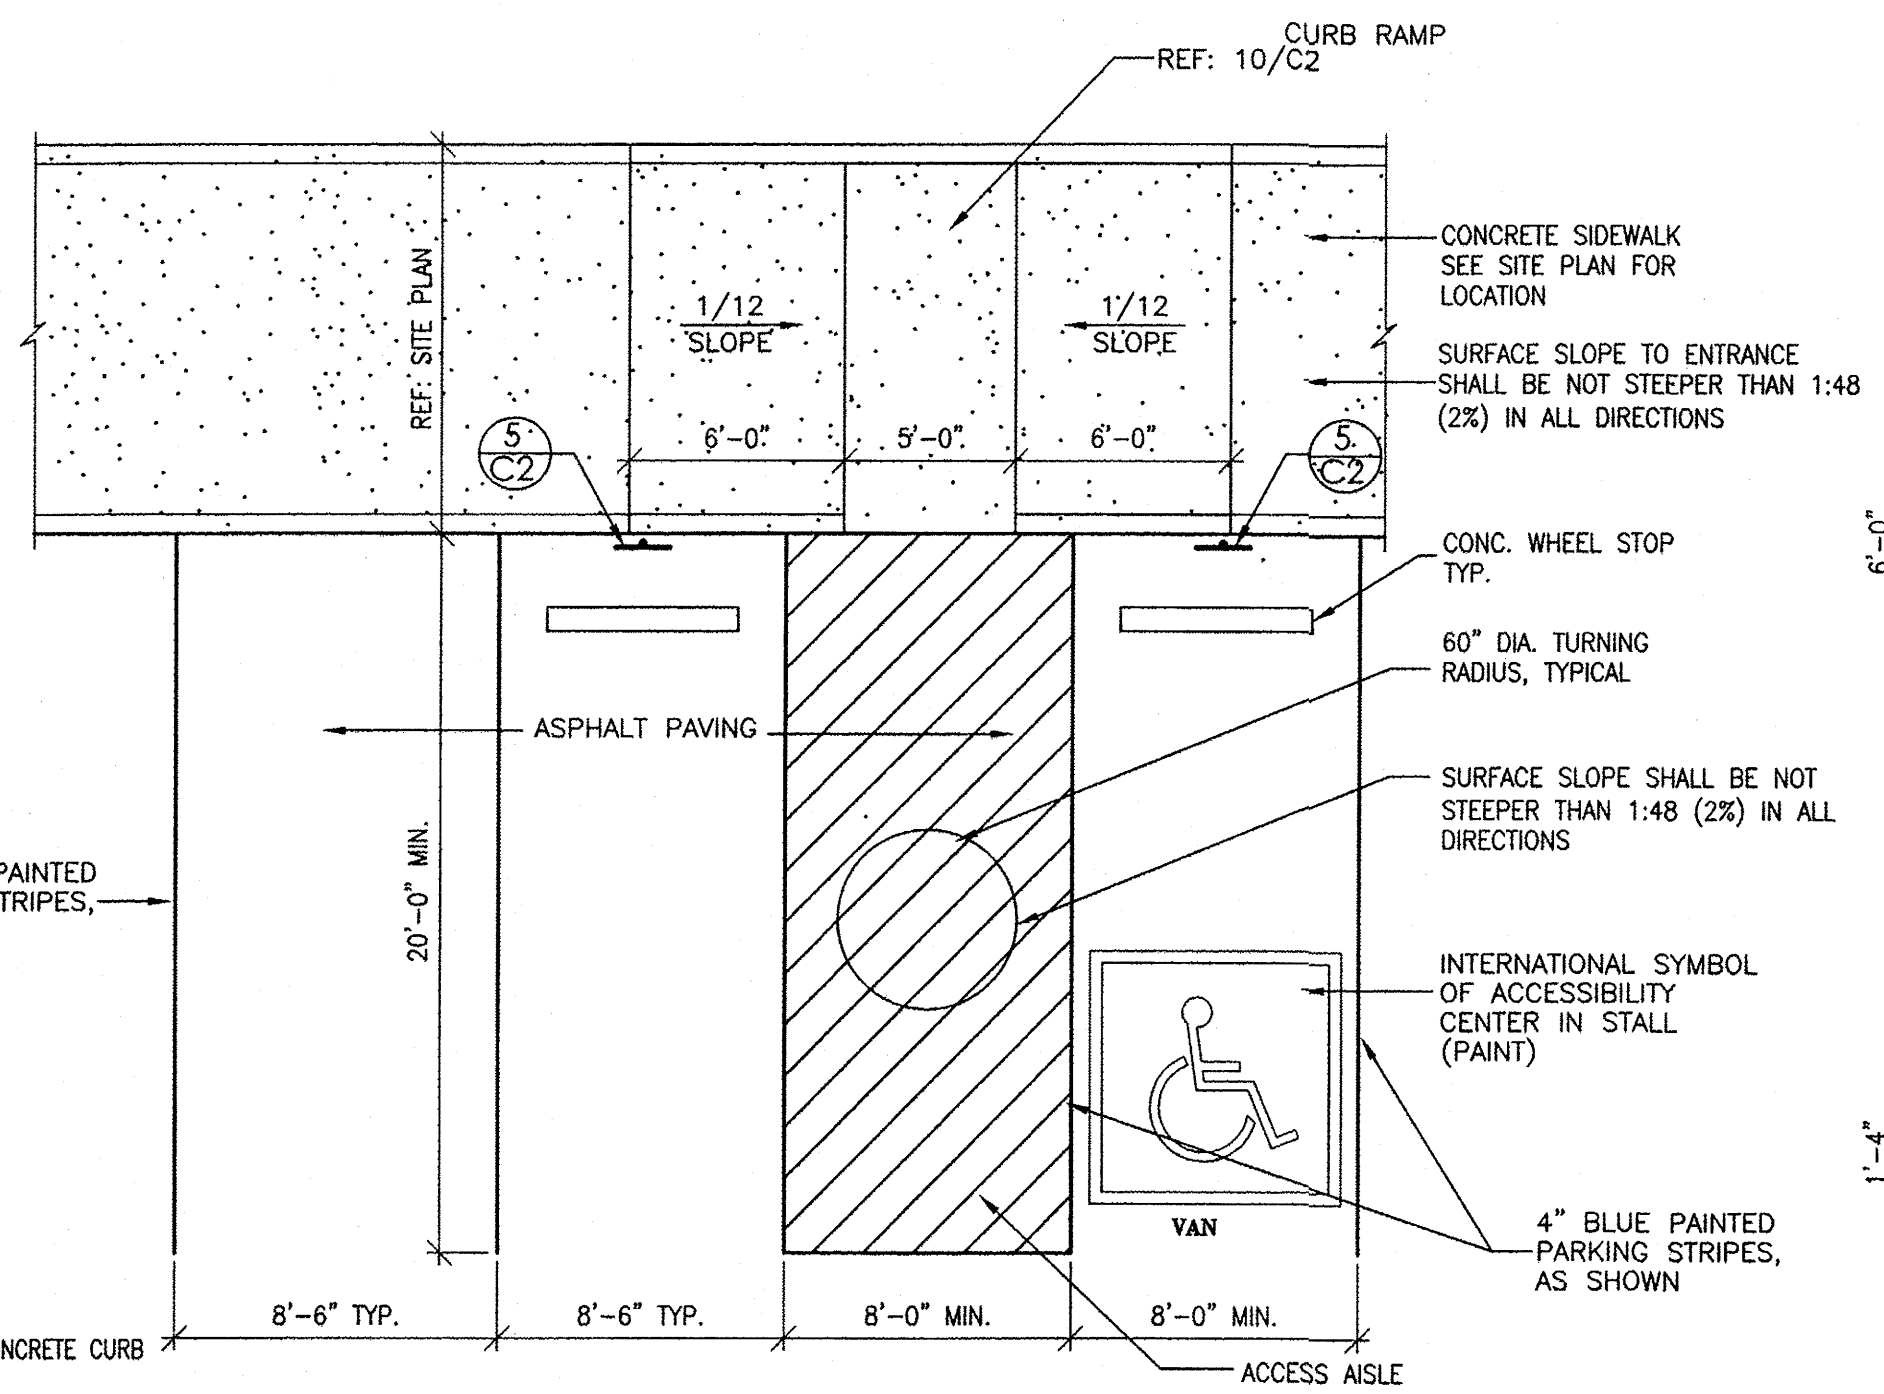 CURB RAMP
REF: 10/C2
REF: SITE PLAN
1/12
SLOPE
1/12
SLOPE
CONCRETE SIDEWALK
SEE SITE PLAN FOR
LOCATION
SURFACE SLOPE TO ENTRANCE
SHALL BE NOT STEEPER THAN 1:48
(2%) IN ALL DIRECTIONS
5
C2
6'-0"
5'-0"
6'-0"
5
C2
CONC. WHEEL STOP
TYP.
6'-0"
60" DIA. TURNING
RADIUS, TYPICAL
ASPHALT PAVING
SURFACE SLOPE SHALL BE NOT
STEEPER THAN 1:48 (2%) IN ALL
DIRECTIONS
20'-0" MIN.
PAINTED
TRIPES,
INTERNATIONAL SYMBOL
OF ACCESSIBILITY
CENTER IN STALL
(PAINT)
1'-4"
VAN
4" BLUE PAINTED
PARKING STRIPES,
AS SHOWN
8'-6" TYP.
8'-6" TYP.
8'-0" MIN.
8'-0" MIN.
NCRETE CURB
ACCESS AISLE